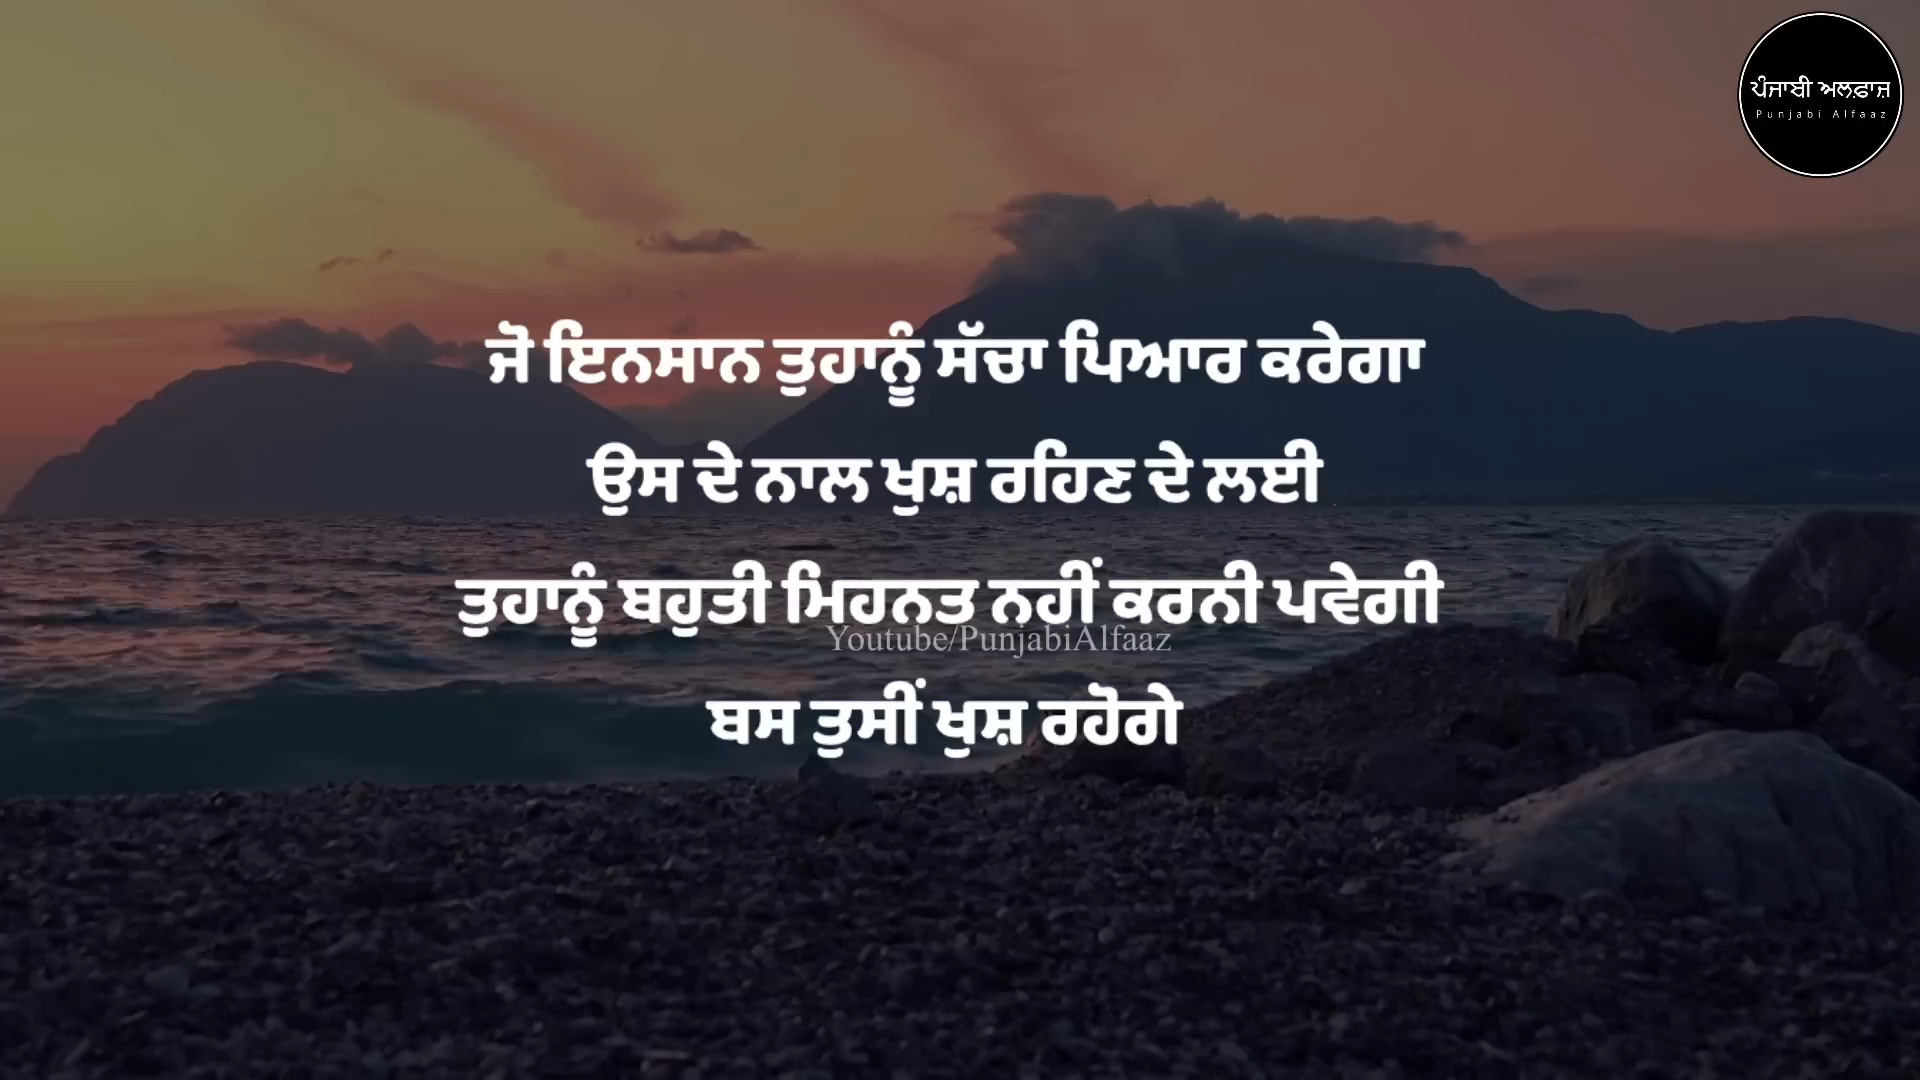 ਪੰਜਾਬੀ ਅਲਫ਼ਾਜ਼
Punjabi Alfaaz
ਜੋ ਇਨਸਾਨ ਤੁਹਾਨੂੰ ਸੱਚਾ ਪਿਆਰ ਕਰੇਗਾ
ਉਸ ਦੇ ਨਾਲ ਖੁਸ਼ ਰਹਿਣ ਦੇ ਲਈ
ਤੁਹਾਨੂੰ ਬਹੁਤੀ ਮਿਹਨਤ ਨਹੀਂ ਕਰਨੀ ਪਵੇਗੀ
Youtube/PunjabiAlfaaz
ਬਸ ਤੁਸੀਂ ਖੁਸ਼ ਰਹੋਗੇ